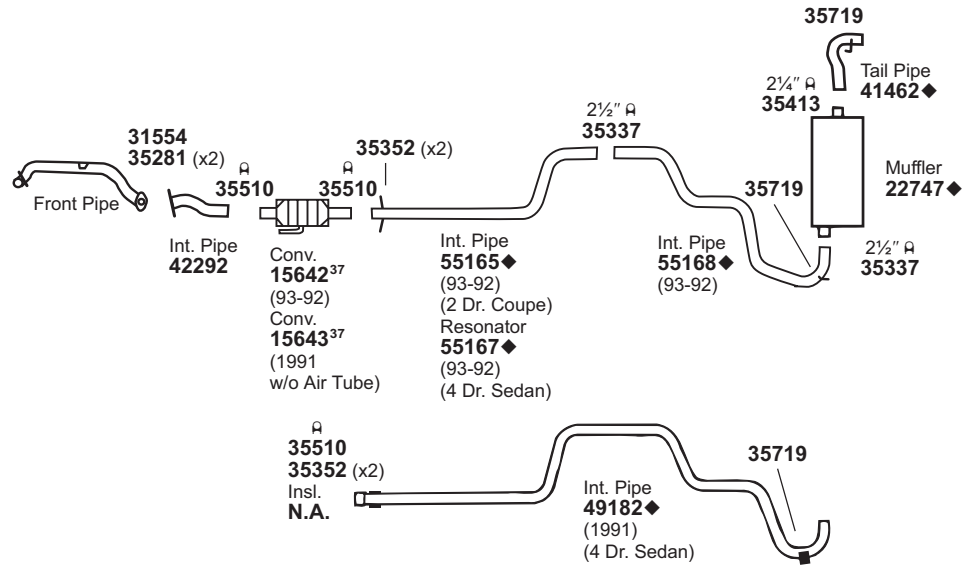 35719
Tail Pipe
41462◆
2¼"
35413
2½"
35337
31554
35281 (x2)
35510
35510
35352 (x2)
Front Pipe
Int. Pipe
42292
Conv.
15642³⁷
(93-92)
Conv.
15643³⁷
(1991
w/o Air Tube)
Int. Pipe
55165◆
(93-92)
(2 Dr. Coupe)
Resonator
55167◆
(93-92)
(4 Dr. Sedan)
Int. Pipe
55168◆
(93-92)
35719
Muffler
22747◆
2½"
35337
35510
35352 (x2)
Insl.
N.A.
Int. Pipe
49182◆
(1991)
(4 Dr. Sedan)
35719